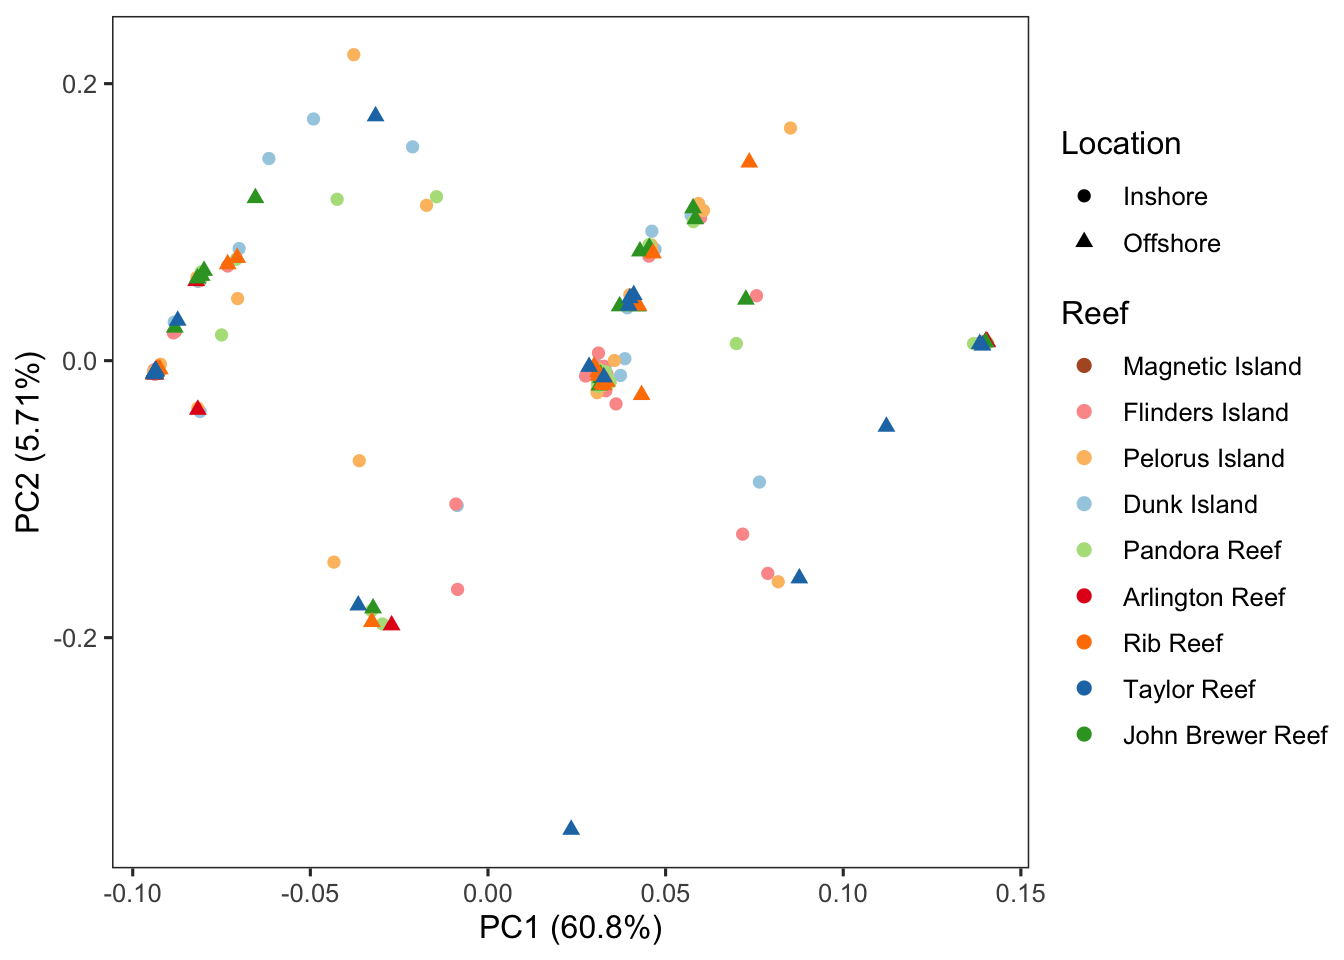 0.2
0.0
-0.2
PC2 (5.71%)
-0.10
-0.05
0.00
0.05
0.10
0.15
PC1 (60.8%)
Location
Inshore
Offshore
Reef
Magnetic Island
Flinders Island
Pelorus Island
Dunk Island
Pandora Reef
Arlington Reef
Rib Reef
Taylor Reef
John Brewer Reef